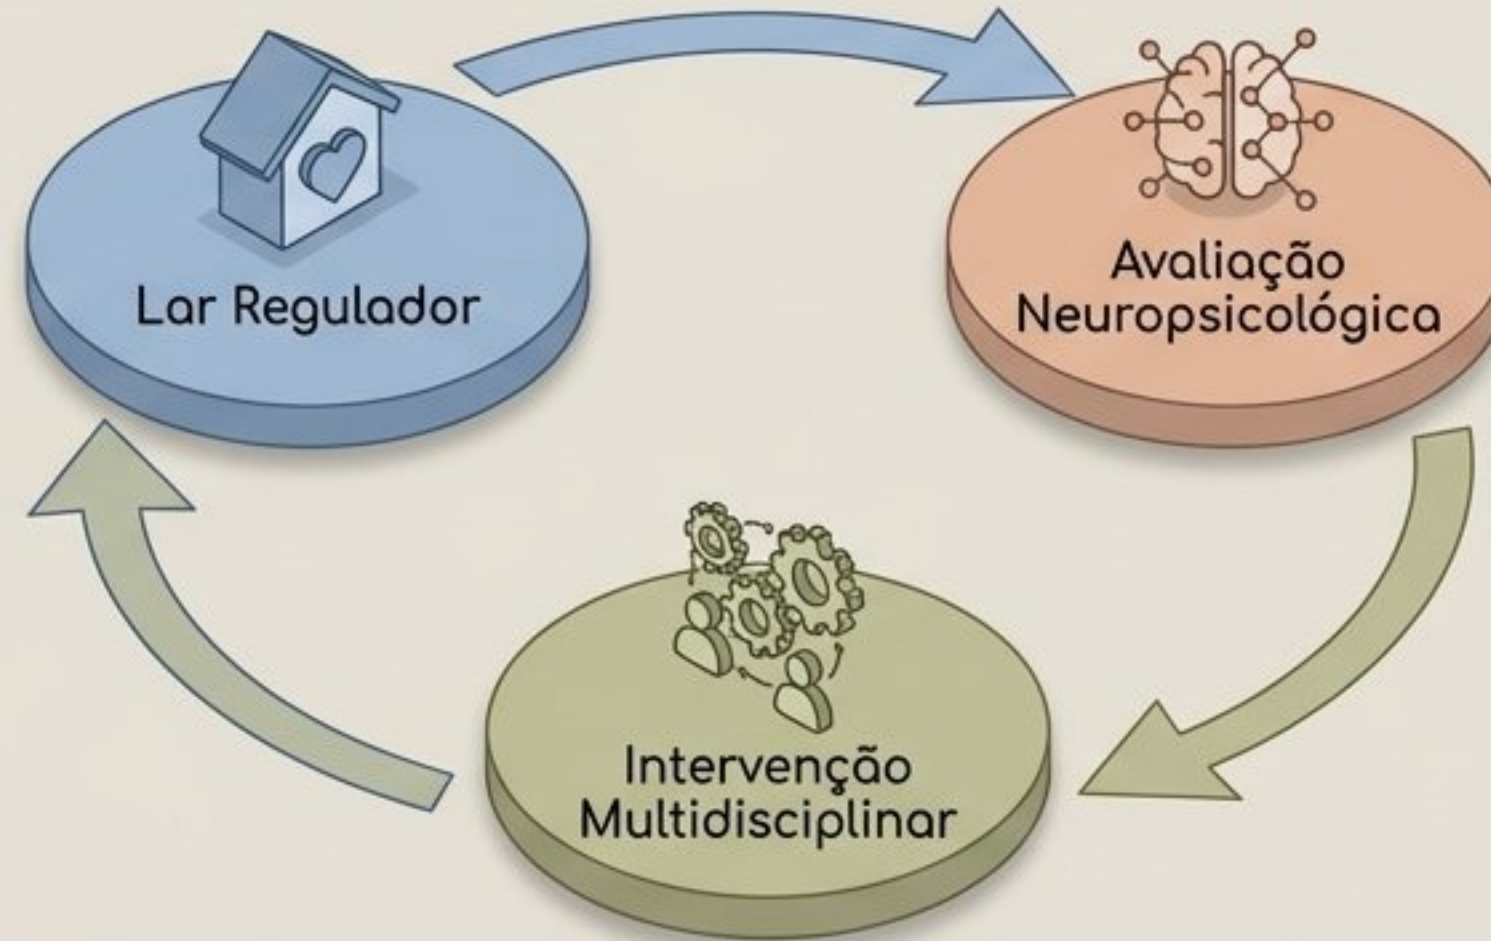 Lar Regulador
Avaliação
Neuropsicológica
Intervenção
Multidisciplinar